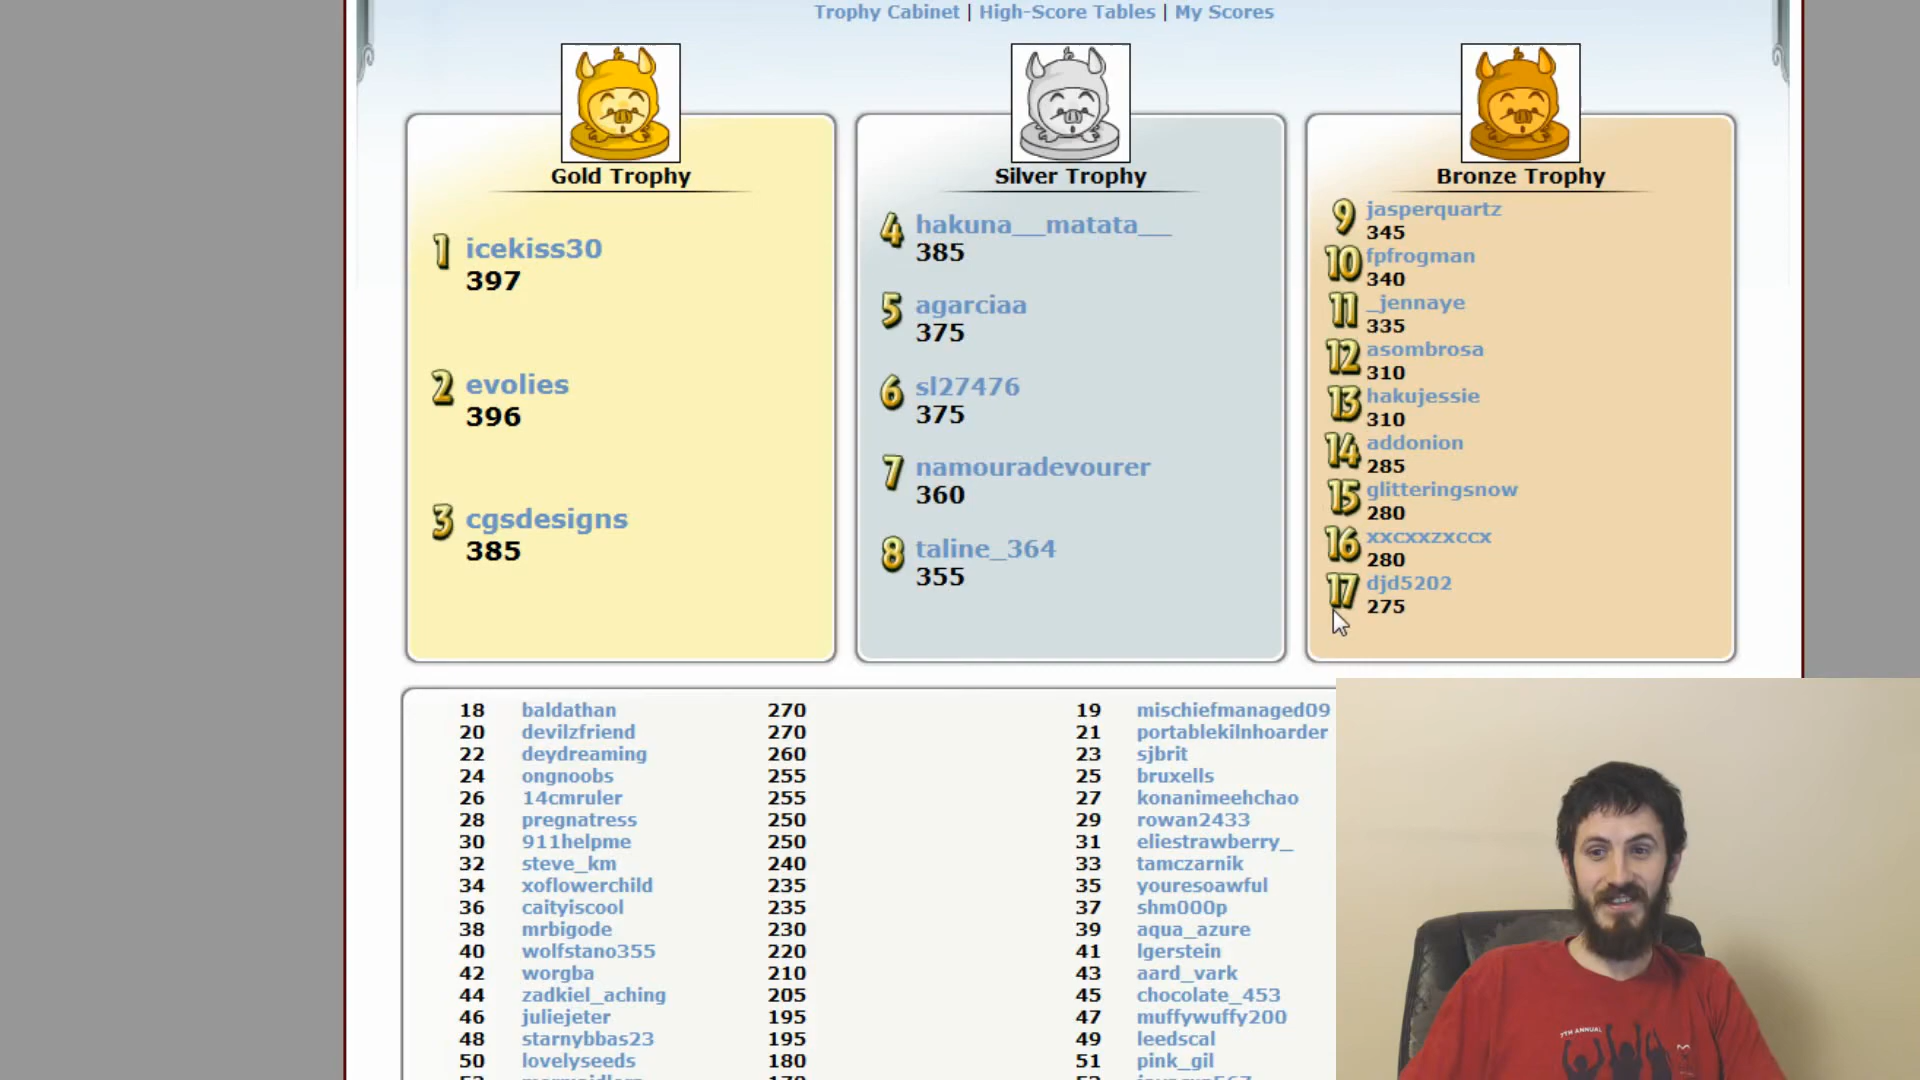 Trophy Cabinet | High-Score Tables | My Scores
Gold Trophy
1 icekiss30
397
2 evolies
396
3 cgsdesigns
385
Silver Trophy
4 hakuna__matata__
385
5 agarciaa
375
6 sl27476
375
7 namouradevourer
360
8 taline_364
355
Bronze Trophy
9 jasperquartz
345
10 fpfrogman
340
11 _jennaye
335
12 asombrosa
310
13 hakujessie
310
14 addonion
285
15 glitteringsnow
280
16 xxcxxzxccx
280
17 djd5202
275
18 baldathan 270 19 mischiefmanaged09
20 devilzfriend 270 21 portablekilnhoarder
22 deydreaming 260 23 sjbrit
24 ongnoobs 255 25 bruxells
26 14cmruler 255 27 konanimeehchao
28 pregnatress 250 29 rowan2433
30 911helpme 250 31 eliestrawberry_
32 steve_km 240 33 tamczarnik
34 xoflowerchild 235 35 youresoawful
36 caityiscool 235 37 shm000p
38 mrbigode 230 39 aqua_azure
40 wolfstano355 220 41 lgerstein
42 worgba 210 43 aard_vark
44 zadkiel_aching 205 45 chocolate_453
46 juliejeter 195 47 muffywuffy200
48 starnybbas23 195 49 leedscal
50 lovelyseeds 180 51 pink_gil
7TH ANNUAL